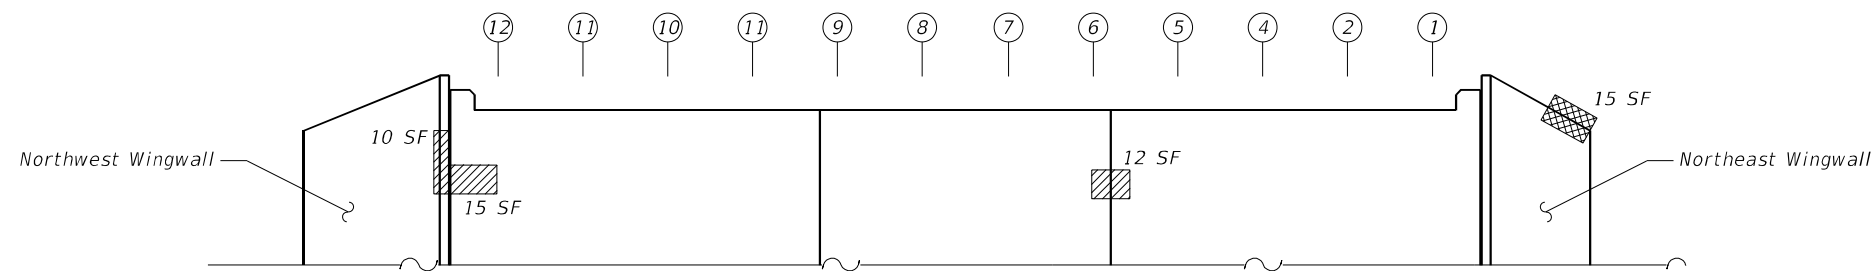 12 11 10 11 9 8 7 6 5 4 2 1
15 SF
10 SF
12 SF
Northwest Wingwall
Northeast Wingwall
15 SF